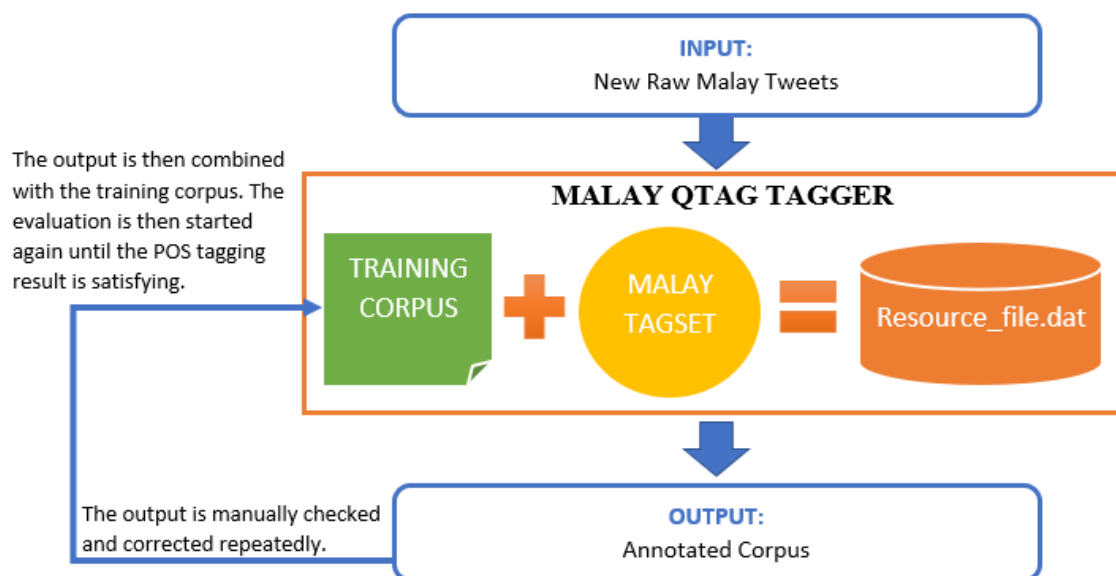 INPUT:
New Raw Malay Tweets
The output is then combined
with the training corpus. The
evaluation is then started
again until the POS tagging
result is satisfying.
MALAY QTAG TAGGER
TRAINING
CORPUS
MALAY
TAGSET
Resource_file.dat
The output is manually checked
and corrected repeatedly.
OUTPUT:
Annotated Corpus